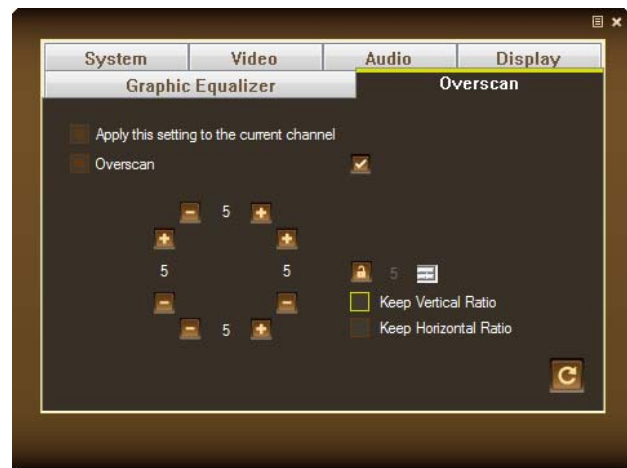 System Video Audio Display
Graphic Equalizer Overscan
Apply this setting to the current channel
Overscan
5
5 5 5
Keep Vertical Ratio
5 Keep Horizontal Ratio